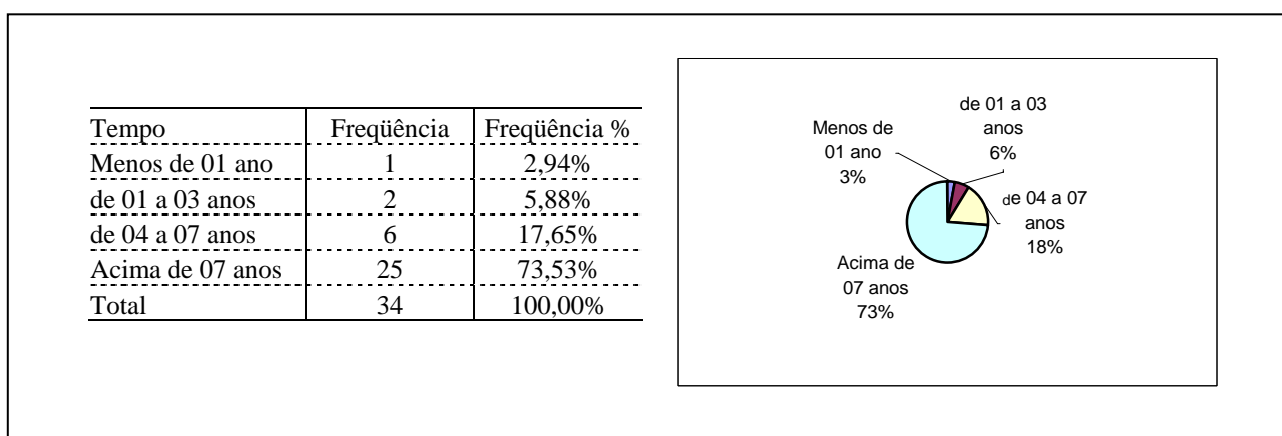 Tempo Freqüência Freqüência %
Menos de 01 ano 1 2,94%
de 01 a 03 anos 2 5,88%
de 04 a 07 anos 6 17,65%
Acima de 07 anos 25 73,53%
Total 34 100,00%
Menos de
01 ano
3%
de 01 a 03
anos
6%
de 04 a 07
anos
18%
Acima de
07 anos
73%